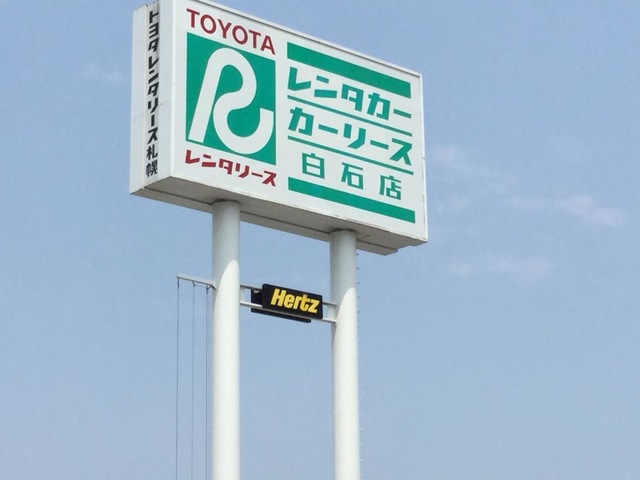 トヨタレンタリース札幌
TOYOTA
レンタリース
レンタカー
カーリース
白石店
Hertz